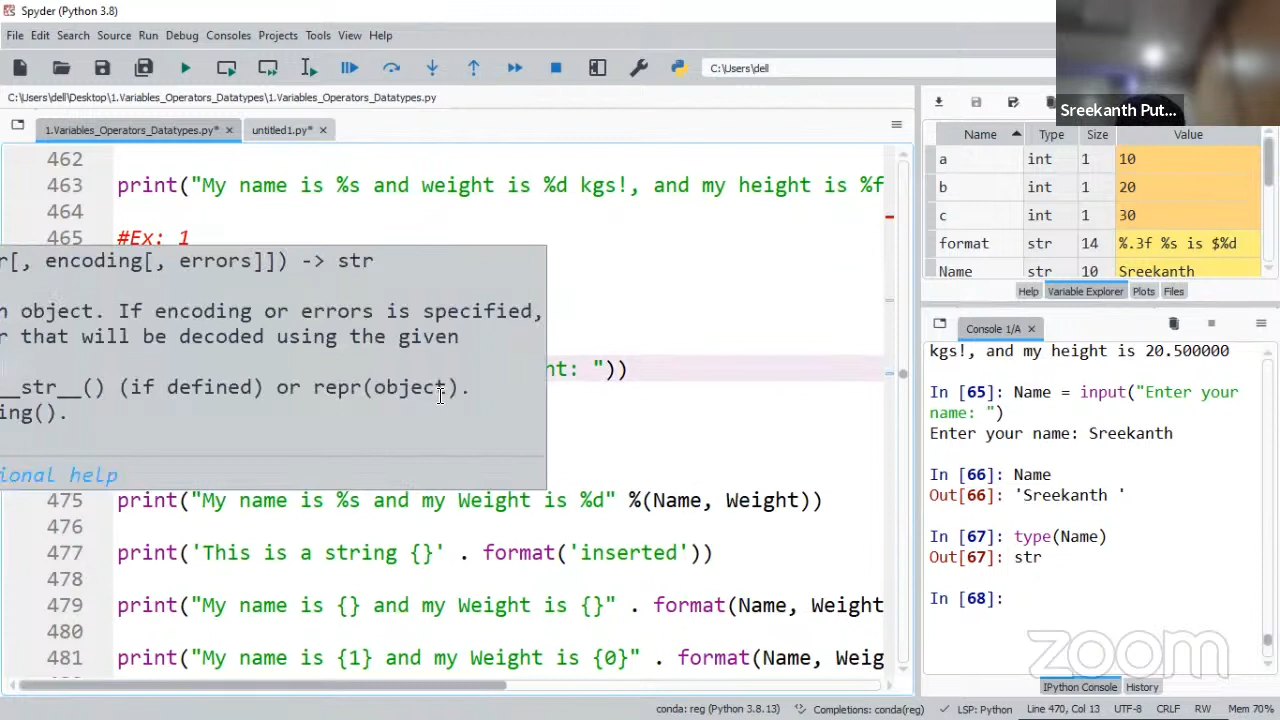 Spyder (Python 3.8)
File Edit Search Source Run Debug Consoles Projects Tools View Help
C:\Users\dell
C:\Users\dell\Desktop\1.Variables_Operators_Datatypes\1.Variables_Operators_Datatypes.py
1.Variables_Operators_Datatypes.py* untitled1.py*
462
463 print("My name is %s and weight is %d kgs!, and my height is %f
464
465 #Ex: 1
r[, encoding[, errors]]) -> str
n object. If encoding or errors is specified,
r that will be decoded using the given
nt: "))
__str__() (if defined) or repr(object).
ing().
ional help
475 print("My name is %s and my Weight is %d" %(Name, Weight))
476
477 print('This is a string {}' . format('inserted'))
478
479 print("My name is {} and my Weight is {}" . format(Name, Weight
480
481 print("My name is {1} and my Weight is {0}" . format(Name, Weig
Sreekanth Put...
Name Type Size Value
a int 1 10
b int 1 20
c int 1 30
format str 14 %.3f %s is $%d
Name str 10 Sreekanth
Help Variable Explorer Plots Files
Console 1/A
kgs!, and my height is 20.500000
In [65]: Name = input("Enter your
name: ")
Enter your name: Sreekanth
In [66]: Name
Out[66]: 'Sreekanth '
In [67]: type(Name)
Out[67]: str
In [68]:
zoom
IPython Console History
conda: reg (Python 3.8.13) Completions: conda(reg) LSP: Python Line 470, Col 13 UTF-8 CRLF RW Mem 70%